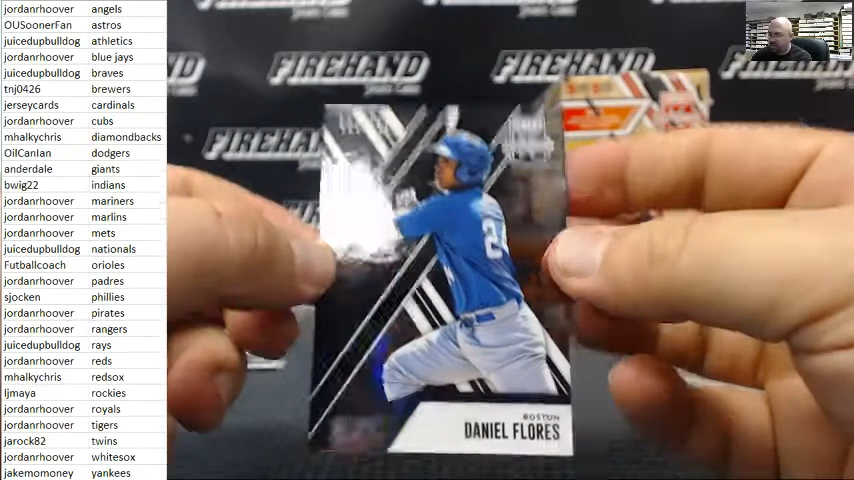 jordanrhoover angels
OUSoonerFan astros
juicedupbulldog athletics
jordanrhoover blue jays
juicedupbulldog braves
tnj0426 brewers
jerseycards cardinals
jordanrhoover cubs
mhalkychris diamondbacks
OilCanIan dodgers
anderdale giants
bwig22 indians
jordanrhoover mariners
jordanrhoover marlins
jordanrhoover mets
juicedupbulldog nationals
Futballcoach orioles
jordanrhoover padres
sjocken phillies
jordanrhoover pirates
jordanrhoover rangers
juicedupbulldog rays
jordanrhoover reds
mhalkychris redsox
ljmaya rockies
jordanrhoover royals
jordanrhoover tigers
jarock82 twins
jordanrhoover whitesox
jakemomoney yankees
FIREHAND
FIREHAND
FIREHAND
FIREHAND
BOSTON
DANIEL FLORES